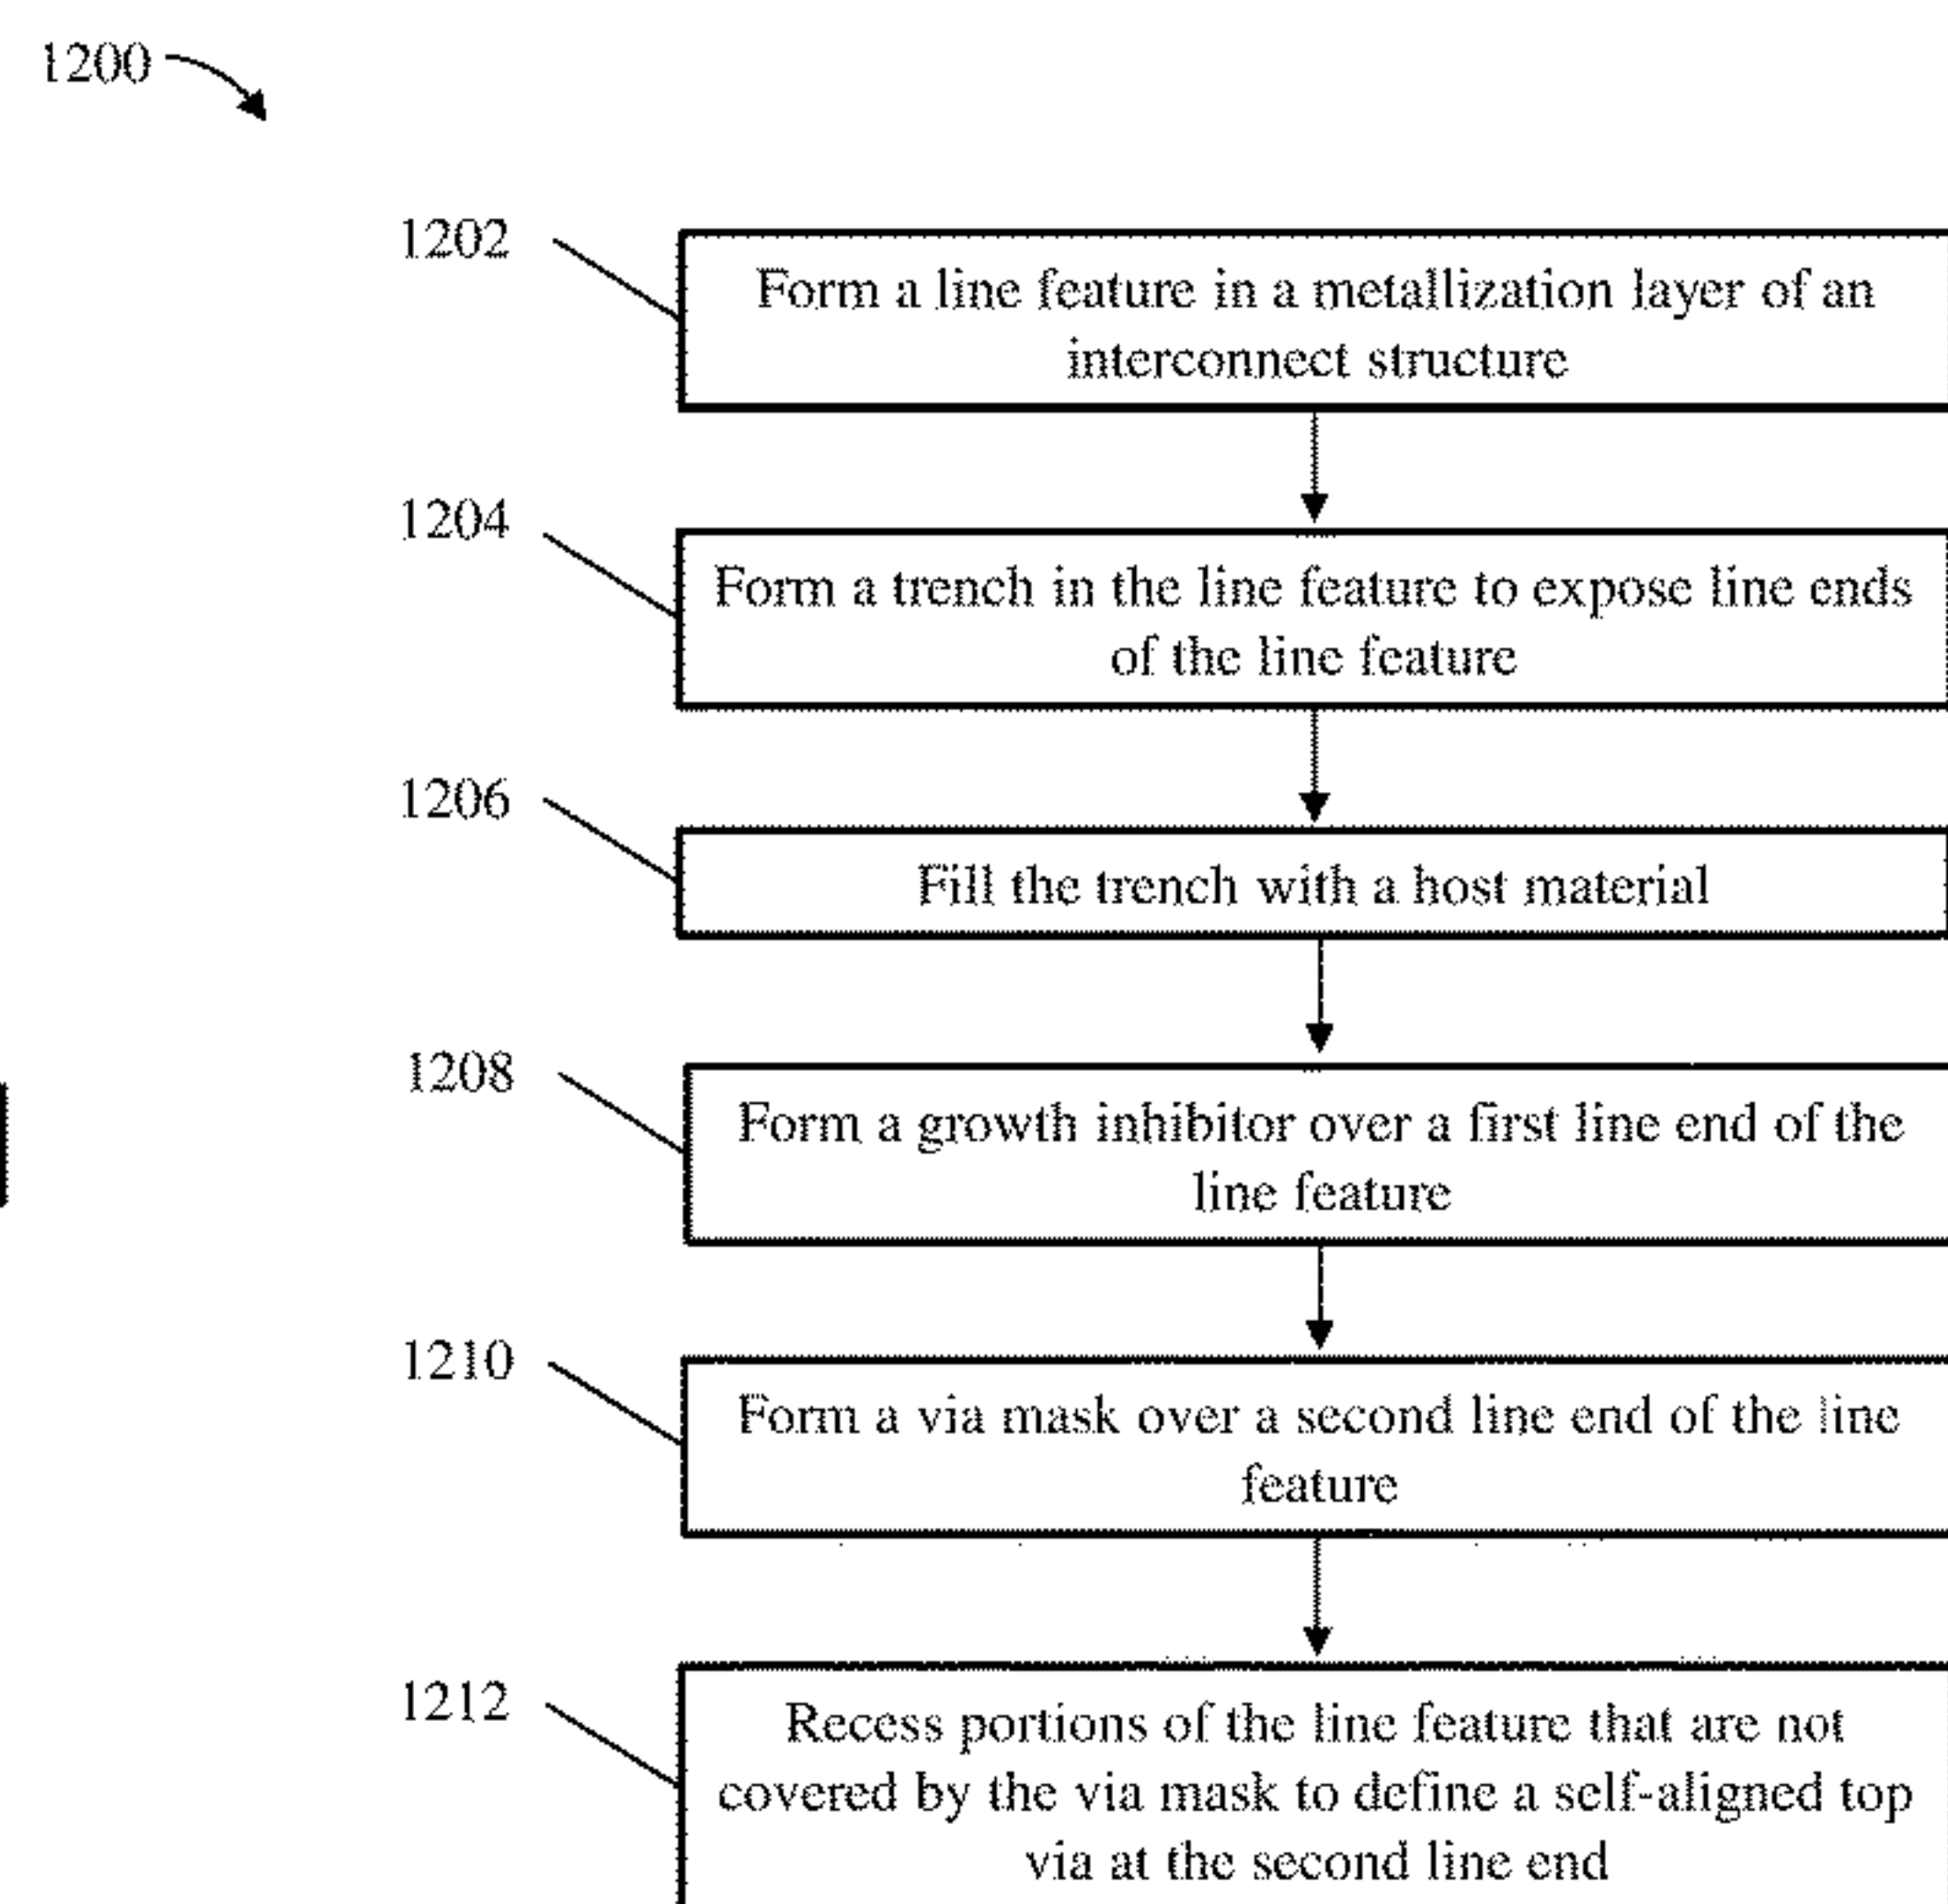 1200
1202
Form a line feature in a metallization layer of an
interconnect structure
1204
Form a trench in the line feature to expose line ends
of the line feature
1206
Fill the trench with a host material
1208
Form a growth inhibitor over a first line end of the
line feature
1210
Form a via mask over a second line end of the line
feature
1212
Recess portions of the line feature that are not
covered by the via mask to define a self-aligned top
via at the second line end